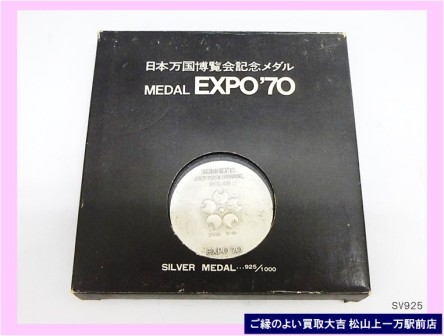 日本万国博覧会記念メダル
MEDAL EXPO'70
EXPO'70
SILVER MEDAL...925/1000
SV925
ご縁のよい買取大吉 松山上一万駅前店